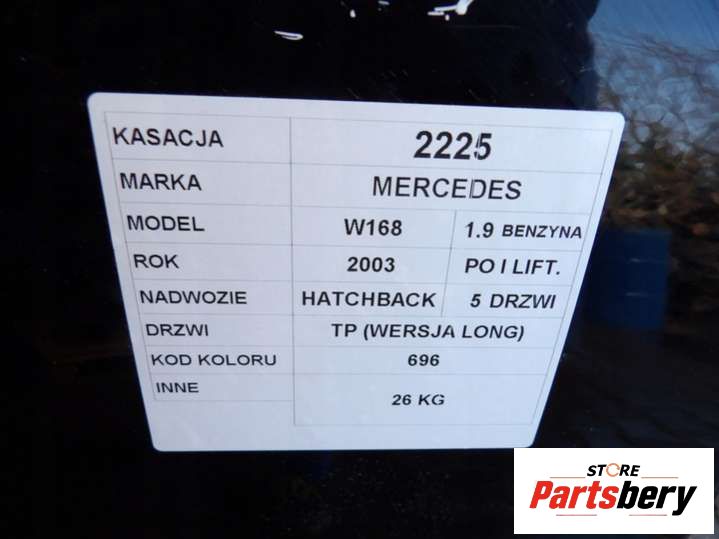 KASACJA 2225
MARKA MERCEDES
MODEL W168 1.9 BENZYNA
ROK 2003 PO I LIFT.
NADWOZIE HATCHBACK 5 DRZWI
DRZWI TP (WERSJA LONG)
KOD KOLORU 696
INNE 26 KG
STORE
Partsbery